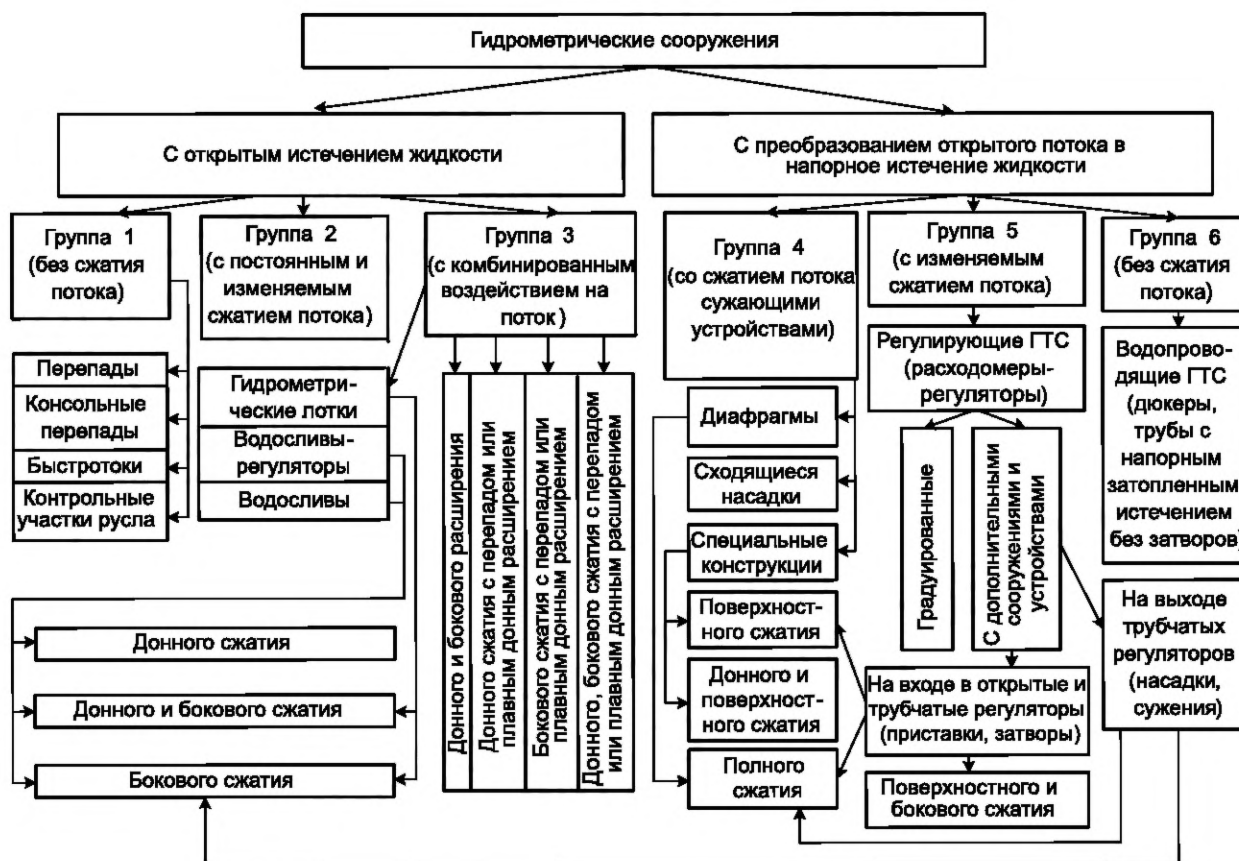 Гидрометрические сооружения
С открытым истечением жидкости
С преобразованием открытого потока в
напорное истечение жидкости
Группа 1
(без сжатия
потока)
Группа 2
(с постоянным и
изменяемым
сжатием потока)
Группа 3
(с комбинированным
воздействием на
поток)
Группа 4
(со сжатием потока
сужающими
устройствами)
Группа 5
(с изменяемым
сжатием потока)
Группа 6
(без сжатия
потока)
Перепады
Консольные
перепады
Быстротоки
Контрольные
участки русла
Гидрометри-
ческие лотки
Водосливы-
регуляторы
Водосливы
Донного и бокового расширения
Донного сжатия с перепадом или
плавным донным расширением
Бокового сжатия с перепадом или
плавным донным расширением
Донного, бокового сжатия с перепадом
или плавным донным расширением
Диафрагмы
Сходящиеся
насадки
Специальные
конструкции
Поверхност-
ного сжатия
Донного и
поверхност-
ного сжатия
Полного
сжатия
Регулирующие ГТС
(расходомеры-
регуляторы)
Градуированные
С дополнительными
сооружениями и
устройствами
На входе в открытые и
трубчатые регуляторы
(приставки, затворы)
Поверхностного и
бокового сжатия
Водопрово-
дящие ГТС
(дюкеры,
трубы с
напорным
затопленным
истечением
без затворов)
На выходе
трубчатых
регуляторов
(насадки,
сужения)
Донного сжатия
Донного и бокового сжатия
Бокового сжатия